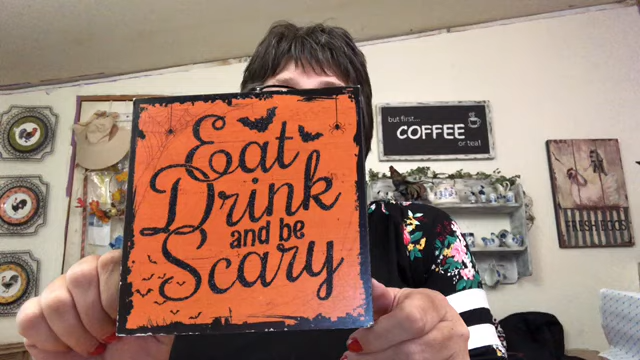 Eat
Drink
and be
Scary
but first...
COFFEE
or tea!
FRESH EGGS